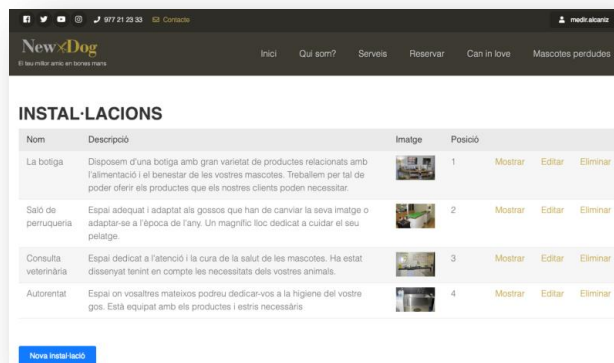 977 21 23 33 Contacte medir.alcaniz
New Dog
El teu millor amic en bones mans
Inici Qui som? Serveis Reservar Can in love Mascotes perdudes
INSTAL·LACIONS
Nom Descripció Imatge Posició
La botiga Disposem d'una botiga amb gran varietat de productes relacionats amb 1 Mostrar Editar Eliminar
l'alimentació i el benestar de les vostres mascotes. Treballem per tal de
poder oferir els productes que els nostres clients poden necessitar.
Saló de Espai adequat i adaptat als gossos que han de canviar la seva imatge o 2 Mostrar Editar Eliminar
perruqueria adaptar-se a l'època de l'any. Un magnífic lloc dedicat a cuidar el seu
pelatge.
Consulta Espai dedicat a l'atenció i la cura de la salut de les mascotes. Ha estat 3 Mostrar Editar Eliminar
veterinària dissenyat tenint en compte les necessitats dels vostres animals.
Autorentat Espai on vosaltres mateixos podreu dedicar-vos a la higiene del vostre 4 Mostrar Editar Eliminar
gos. Està equipat amb els productes i estris necessàris
Nova Instal·lació